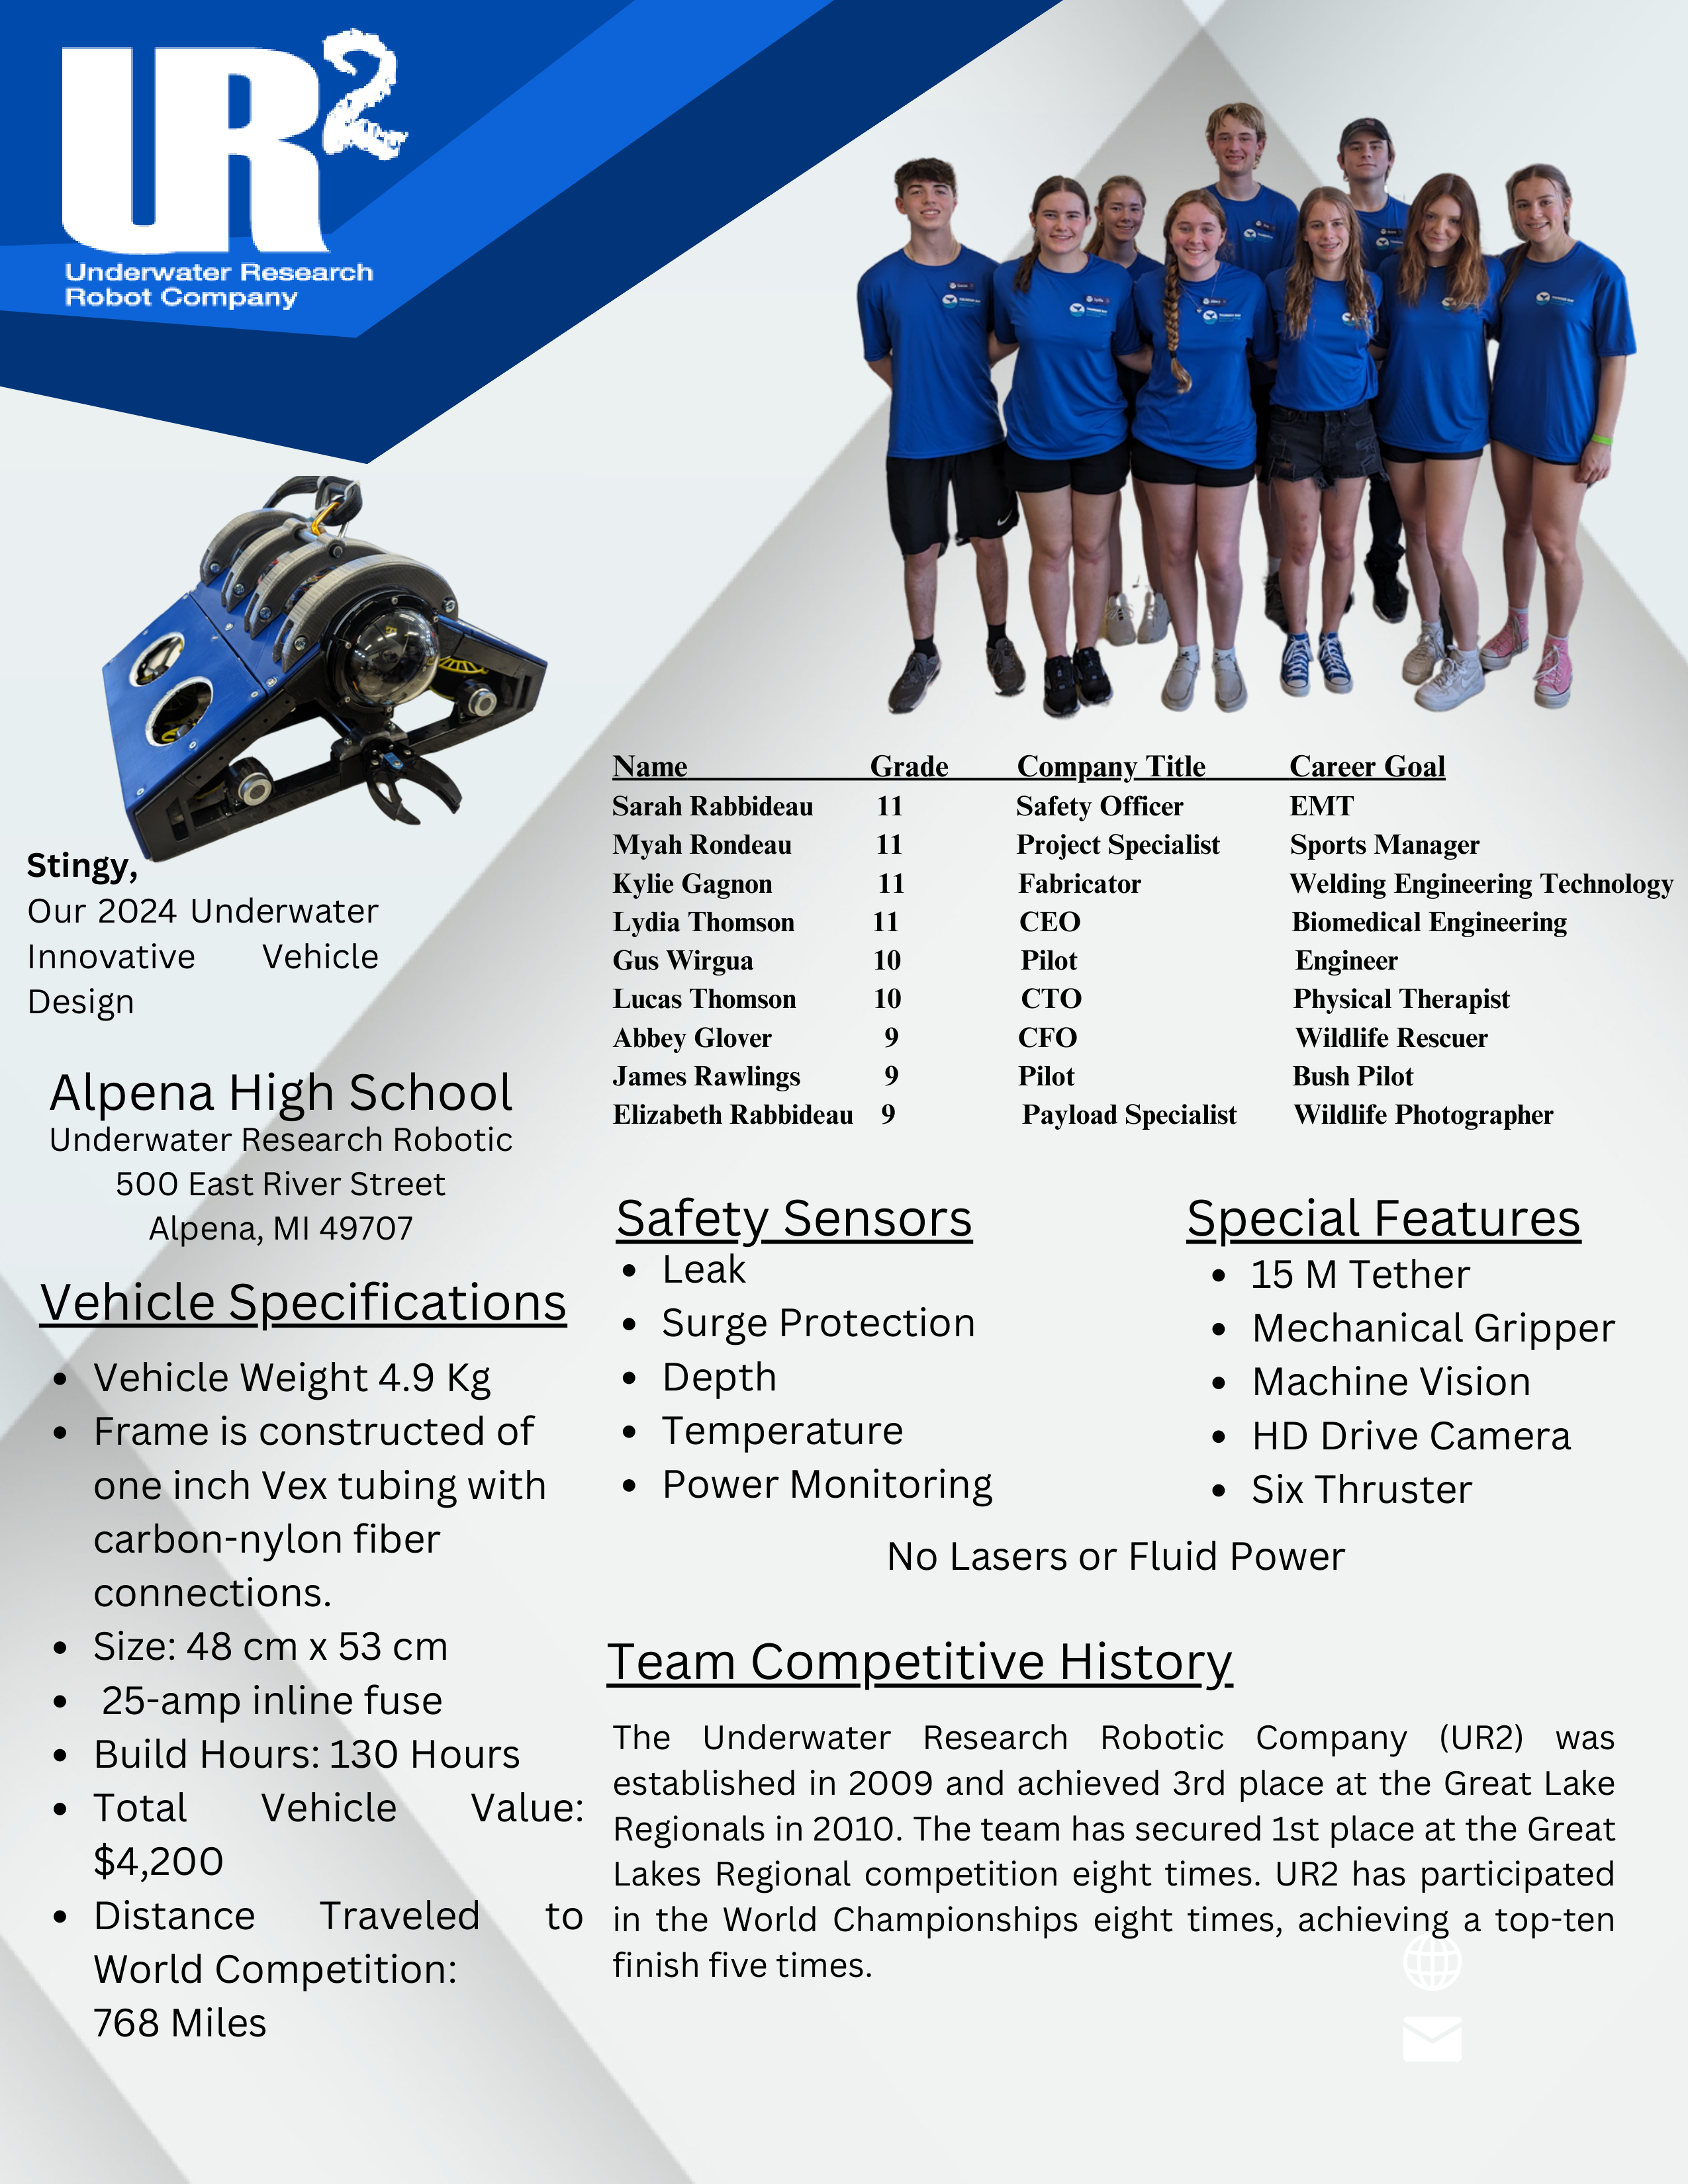 UR2
Underwater Research
Robot Company
Stingy,
Our 2024 Underwater
Innovative Vehicle
Design
Alpena High School
Underwater Research Robotic
500 East River Street
Alpena, MI 49707
Vehicle Specifications
Vehicle Weight 4.9 Kg
Frame is constructed of
one inch Vex tubing with
carbon-nylon fiber
connections.
Size: 48 cm x 53 cm
25-amp inline fuse
Build Hours: 130 Hours
Total Vehicle Value:
$4,200
Distance Traveled to
World Competition:
768 Miles
Name Grade Company Title Career Goal
Sarah Rabbideau 11 Safety Officer EMT
Myah Rondeau 11 Project Specialist Sports Manager
Kylie Gagnon 11 Fabricator Welding Engineering Technology
Lydia Thomson 11 CEO Biomedical Engineering
Gus Wirgua 10 Pilot Engineer
Lucas Thomson 10 CTO Physical Therapist
Abbey Glover 9 CFO Wildlife Rescuer
James Rawlings 9 Pilot Bush Pilot
Elizabeth Rabbideau 9 Payload Specialist Wildlife Photographer
Safety Sensors
Leak
Surge Protection
Depth
Temperature
Power Monitoring
Special Features
15 M Tether
Mechanical Gripper
Machine Vision
HD Drive Camera
Six Thruster
No Lasers or Fluid Power
Team Competitive History
The Underwater Research Robotic Company (UR2) was
established in 2009 and achieved 3rd place at the Great Lake
Regionals in 2010. The team has secured 1st place at the Great
Lakes Regional competition eight times. UR2 has participated
in the World Championships eight times, achieving a top-ten
finish five times.